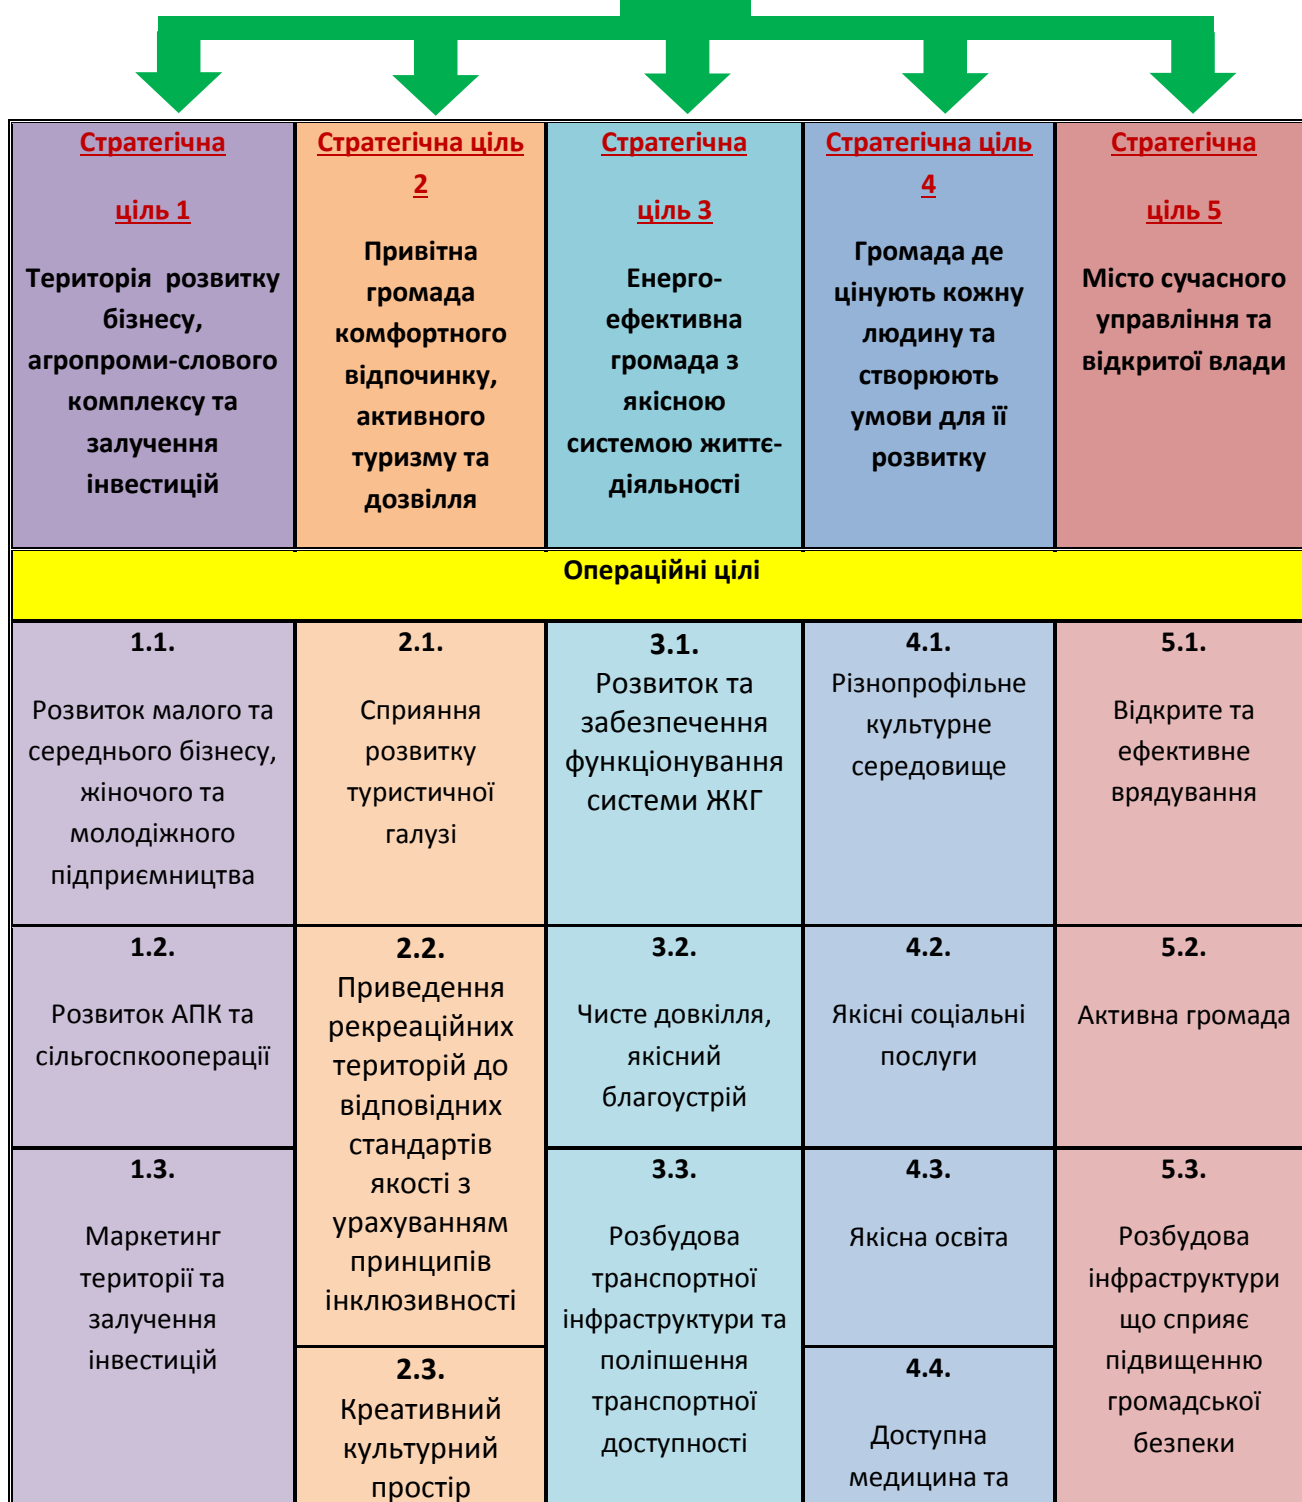 Стратегічна
ціль 1
Територія розвитку
бізнесу,
агропроми-слового
комплексу та
залучення
інвестицій
Стратегічна ціль
2
Привітна
громада
комфортного
відпочинку,
активного
туризму та
дозвілля
Стратегічна
ціль 3
Енерго-
ефективна
громада з
якісною
системою життє-
діяльності
Стратегічна ціль
4
Громада де
цінують кожну
людину та
створюють
умови для її
розвитку
Стратегічна
ціль 5
Місто сучасного
управління та
відкритої влади
Операційні цілі
1.1.
Розвиток малого та
середнього бізнесу,
жіночого та
молодіжного
підприємництва
2.1.
Сприяння
розвитку
туристичної
галузі
3.1.
Розвиток та
забезпечення
функціонування
системи ЖКГ
4.1.
Різнопрофільне
культурне
середовище
5.1.
Відкрите та
ефективне
врядування
1.2.
Розвиток АПК та
сільгоспкооперації
2.2.
Приведення
рекреаційних
територій до
відповідних
стандартів
якості з
урахуванням
принципів
інклюзивності
3.2.
Чисте довкілля,
якісний
благоустрій
4.2.
Якісні соціальні
послуги
5.2.
Активна громада
1.3.
Маркетинг
території та
залучення
інвестицій
2.3.
Креативний
культурний
простір
3.3.
Розбудова
транспортної
інфраструктури та
поліпшення
транспортної
доступності
4.3.
Якісна освіта
4.4.
Доступна
медицина та
5.3.
Розбудова
інфраструктури
що сприяє
підвищенню
громадської
безпеки